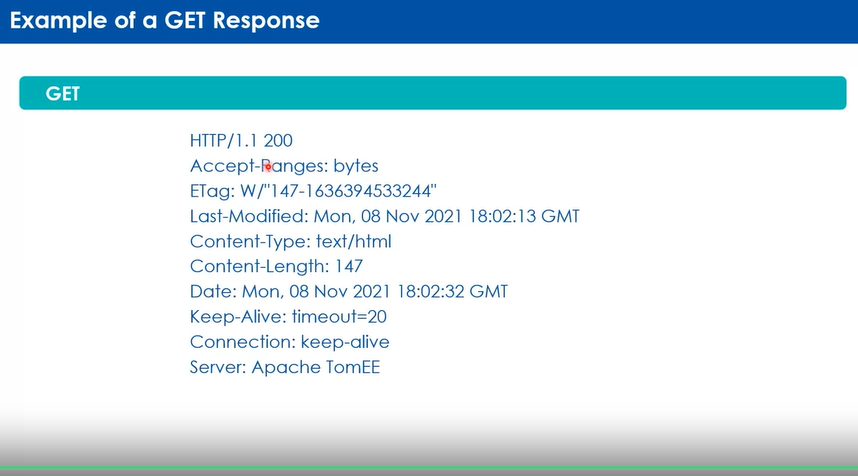 Example of a GET Response
GET
HTTP/1.1 200
Accept-Ranges: bytes
ETag: W/"147-1636394533244"
Last-Modified: Mon, 08 Nov 2021 18:02:13 GMT
Content-Type: text/html
Content-Length: 147
Date: Mon, 08 Nov 2021 18:02:32 GMT
Keep-Alive: timeout=20
Connection: keep-alive
Server: Apache TomEE